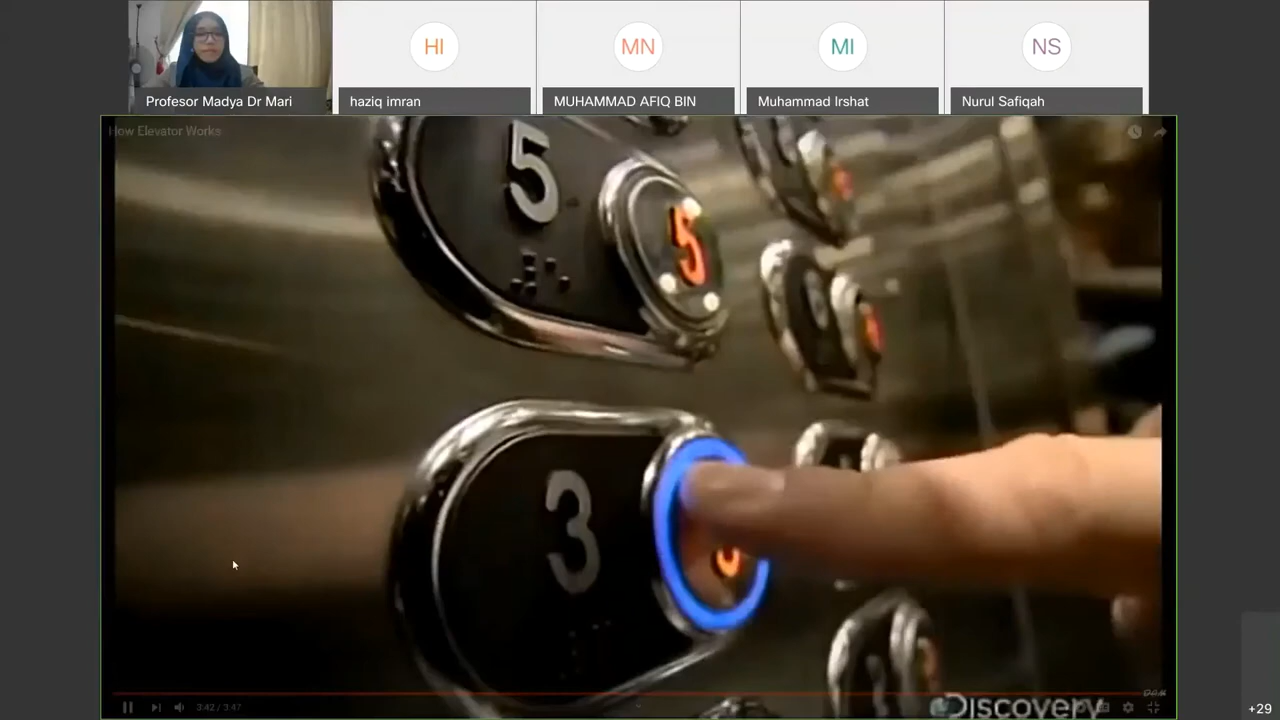 HI
MN
MI
NS
Profesor Madya Dr Mari
haziq imran
MUHAMMAD AFIQ BIN
Muhammad Irshat
Nurul Safiqah
How Elevator Works
5
5
3
3:42 / 3:47
Discovery
+29